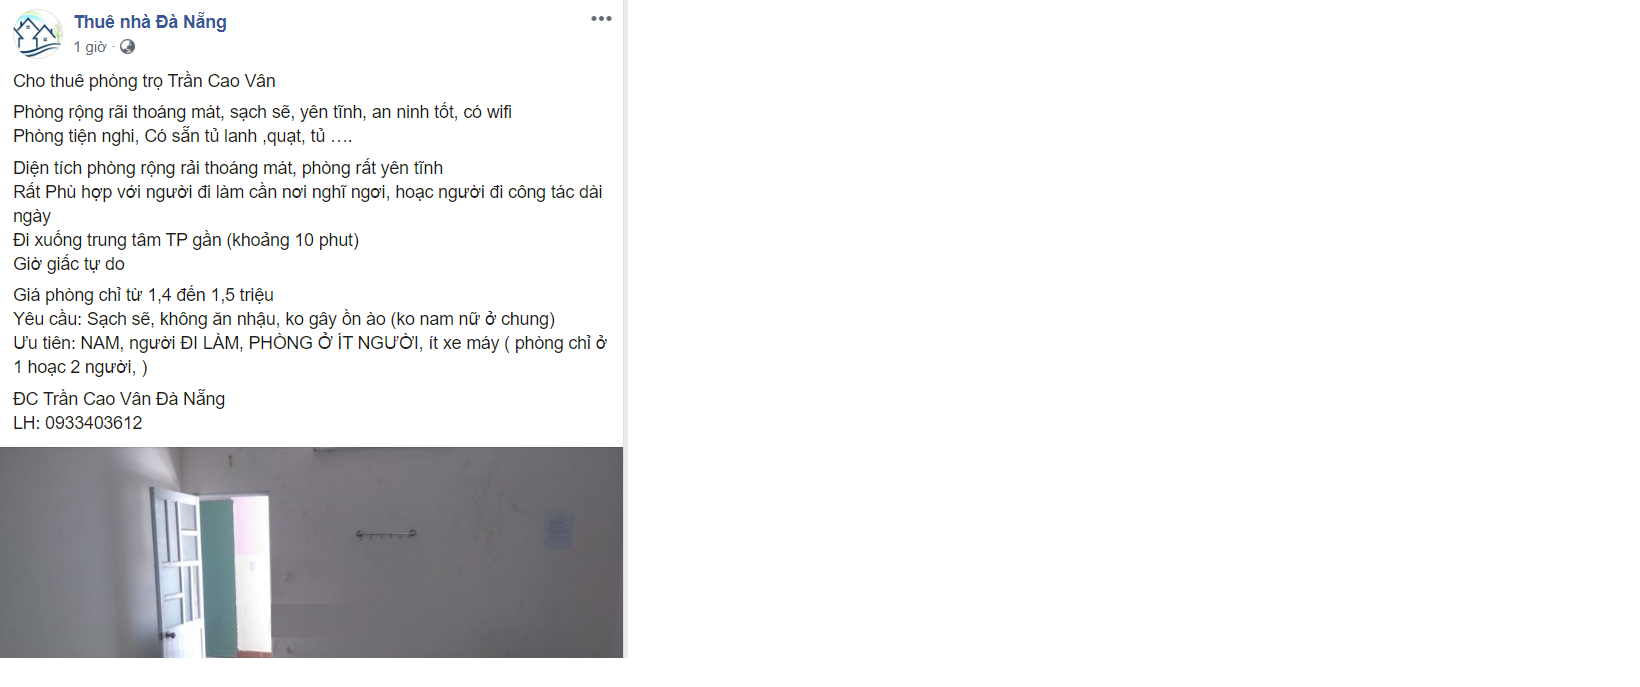 Thuê nhà Đà Nẵng
1 giờ ·
Cho thuê phòng trọ Trần Cao Vân
Phòng rộng rãi thoáng mát, sạch sẽ, yên tĩnh, an ninh tốt, có wifi
Phòng tiện nghi, Có sẵn tủ lanh ,quạt, tủ ….
Diện tích phòng rộng rải thoáng mát, phòng rất yên tĩnh
Rất Phù hợp với người đi làm cần nơi nghĩ ngơi, hoạc người đi công tác dài
ngày
Đi xuống trung tâm TP gần (khoảng 10 phut)
Giờ giấc tự do
Giá phòng chỉ từ 1,4 đến 1,5 triệu
Yêu cầu: Sạch sẽ, không ăn nhậu, ko gây ồn ào (ko nam nữ ở chung)
Ưu tiên: NAM, người ĐI LÀM, PHÒNG Ở ÍT NGƯỜI, ít xe máy ( phòng chỉ ở
1 hoạc 2 người, )
ĐC Trần Cao Vân Đà Nẵng
LH: 0933403612